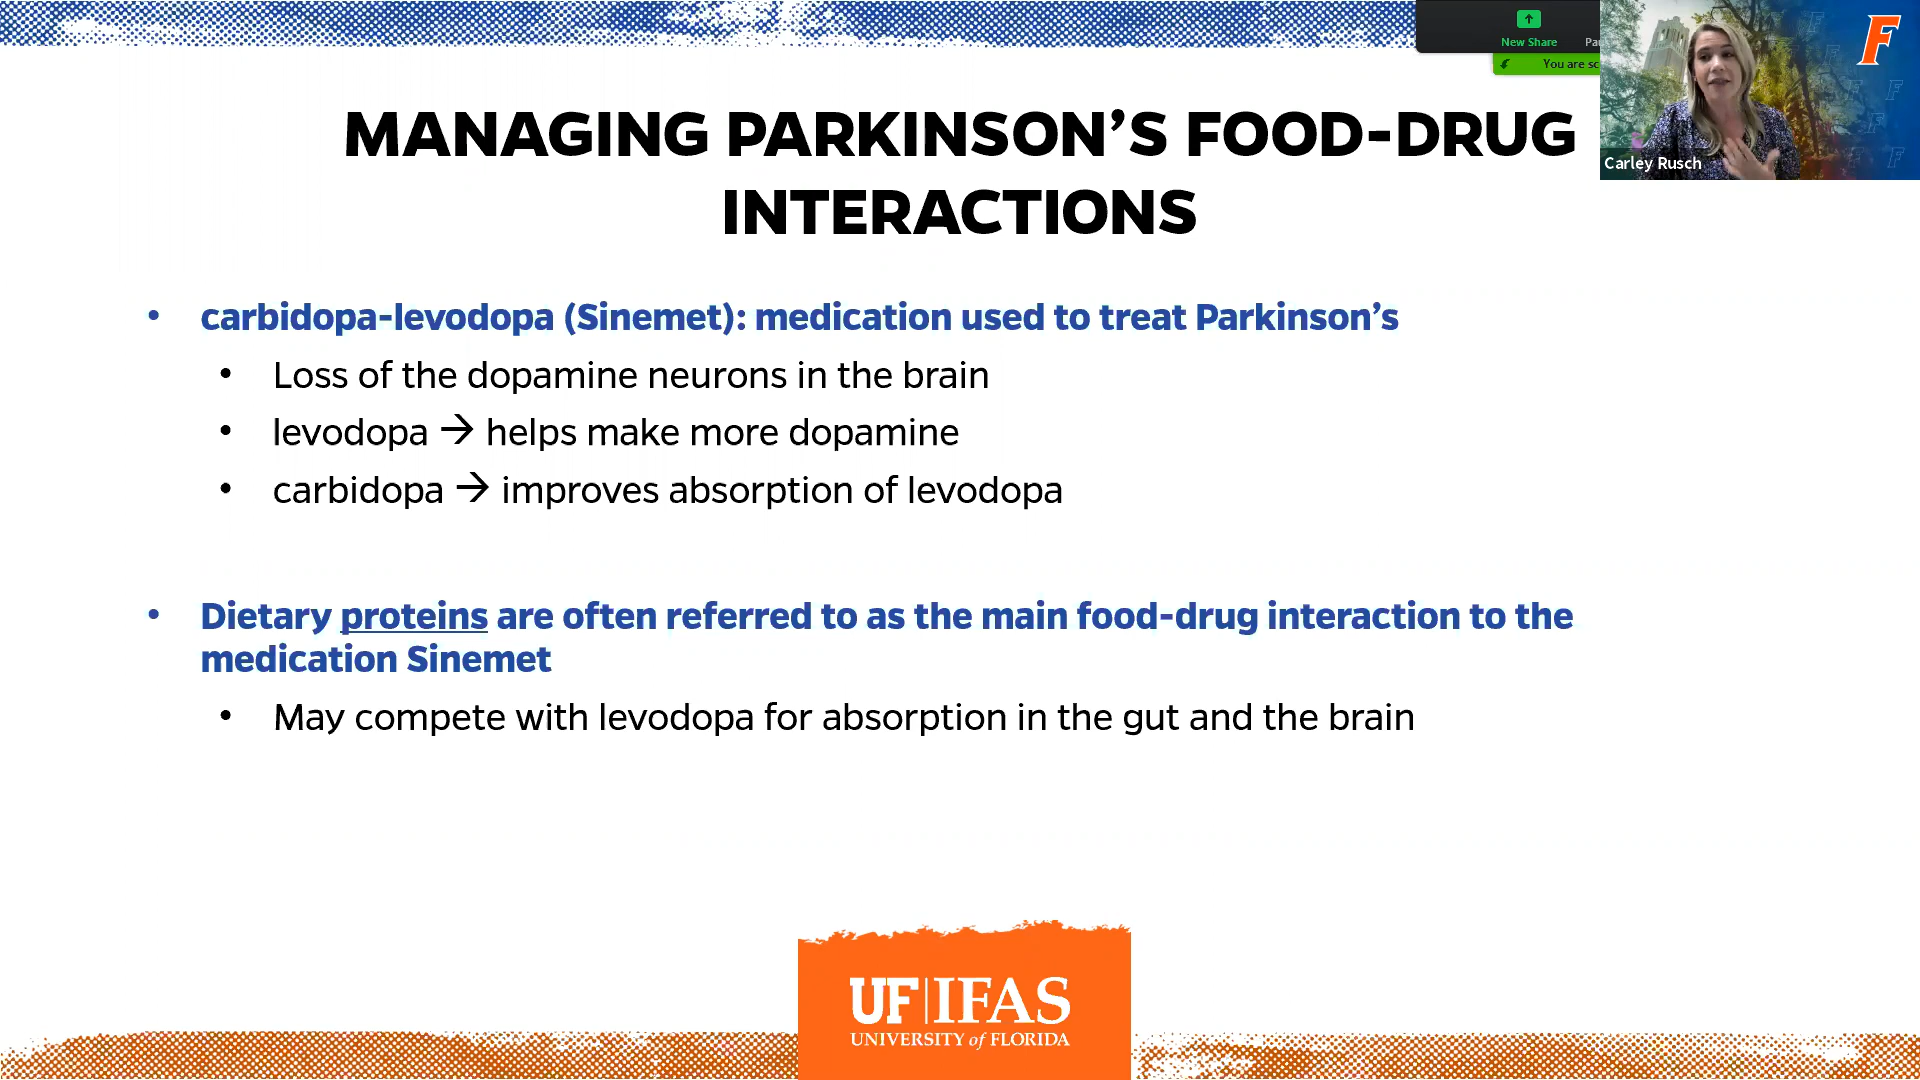 New Share
You are
MANAGING PARKINSON’S FOOD-DRUG
INTERACTIONS
Carley Rusch
• carbidopa-levodopa (Sinemet): medication used to treat Parkinson’s
• Loss of the dopamine neurons in the brain
• levodopa → helps make more dopamine
• carbidopa → improves absorption of levodopa
• Dietary proteins are often referred to as the main food-drug interaction to the
medication Sinemet
• May compete with levodopa for absorption in the gut and the brain
UF|IFAS
UNIVERSITY of FLORIDA
F